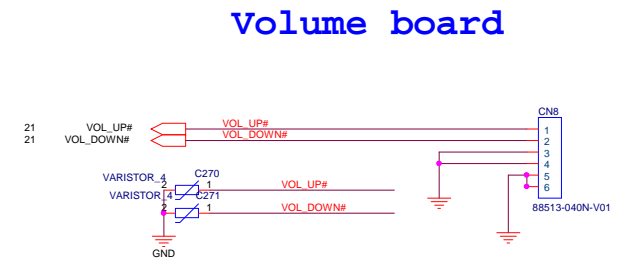 Volume board
CN8
21 VOL_UP# VOL_UP# 1
21 VOL_DOWN# VOL_DOWN# 2
3
4
VARISTOR_4 C270 5
2 1 VOL_UP# 6
VARISTOR_4 C271
2 1 VOL_DOWN# 88513-040N-V01
GND